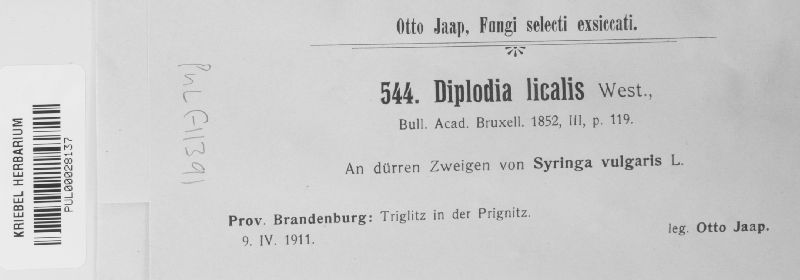 Otto Jaap, Fungi selecti exsiccati.
544. Diplodia licalis West.,
Bull. Acad. Bruxell. 1852, III, p. 119.
An dürren Zweigen von Syringa vulgaris L.
Prov. Brandenburg: Triglitz in der Prignitz.
9. IV. 1911.
leg. Otto Jaap.
KRIEBEL HERBARIUM
PUL00028137
PUL F11391